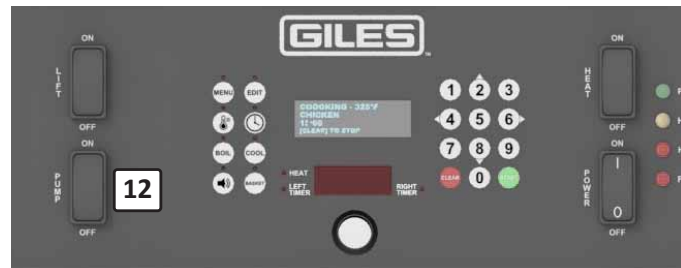 ON
LIFT
OFF
ON
PUMP
OFF
12
GILES
MENU
EDIT
BOIL
COOL
BASKET
COOKING - 325°F
CHICKEN
[CLEAR] TO STOP
HEAT
LEFT TIMER
RIGHT TIMER
1 2 3
4 5 6
7 8 9
CLEAR 0
ON
HEAT
OFF
ON
POWER
I
O
OFF